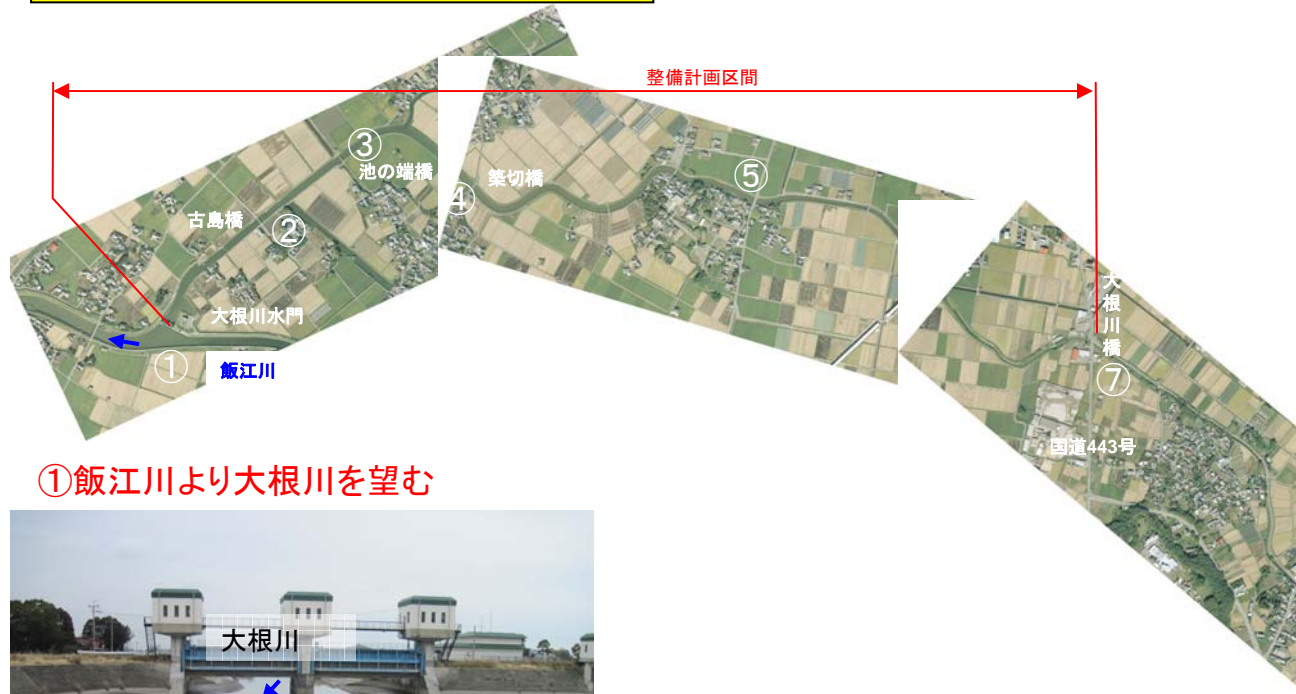 整備計画区間
③
池の端橋
④
築切橋
⑤
古島橋
②
大根川水門
①
飯江川
大根川橋
⑦
国道443号
①飯江川より大根川を望む
大根川